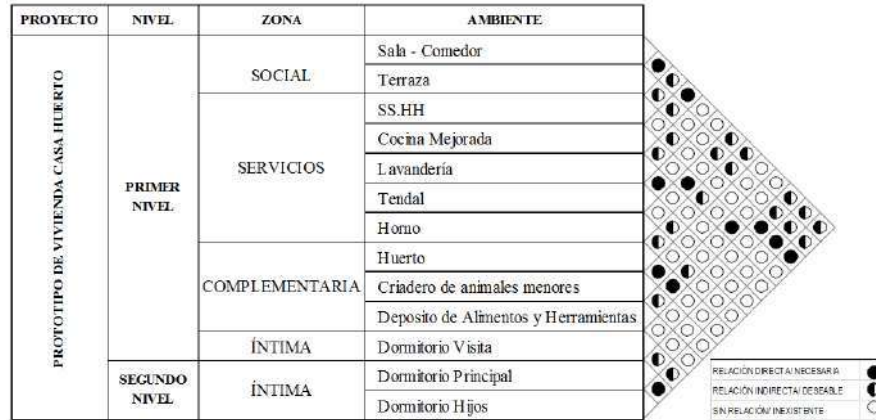 PROYECTO NIVEL ZONA AMBIENTE
PROTOTIPO DE VIVIENDA CASA HUERTO
PRIMER
NIVEL
SOCIAL
Sala - Comedor
Terraza
SERVICIOS
SS.HH
Cocina Mejorada
Lavandería
Tendal
Horno
COMPLEMENTARIA
Huerto
Criadero de animales menores
Deposito de Alimentos y Herramientas
ÍNTIMA
Dormitorio Visita
SEGUNDO
NIVEL
ÍNTIMA
Dormitorio Principal
Dormitorio Hijos
RELACIÓN DIRECTA/ NECESARIA
RELACIÓN INDIRECTA/ DESEABLE
SIN RELACIÓN/ INEXISTENTE